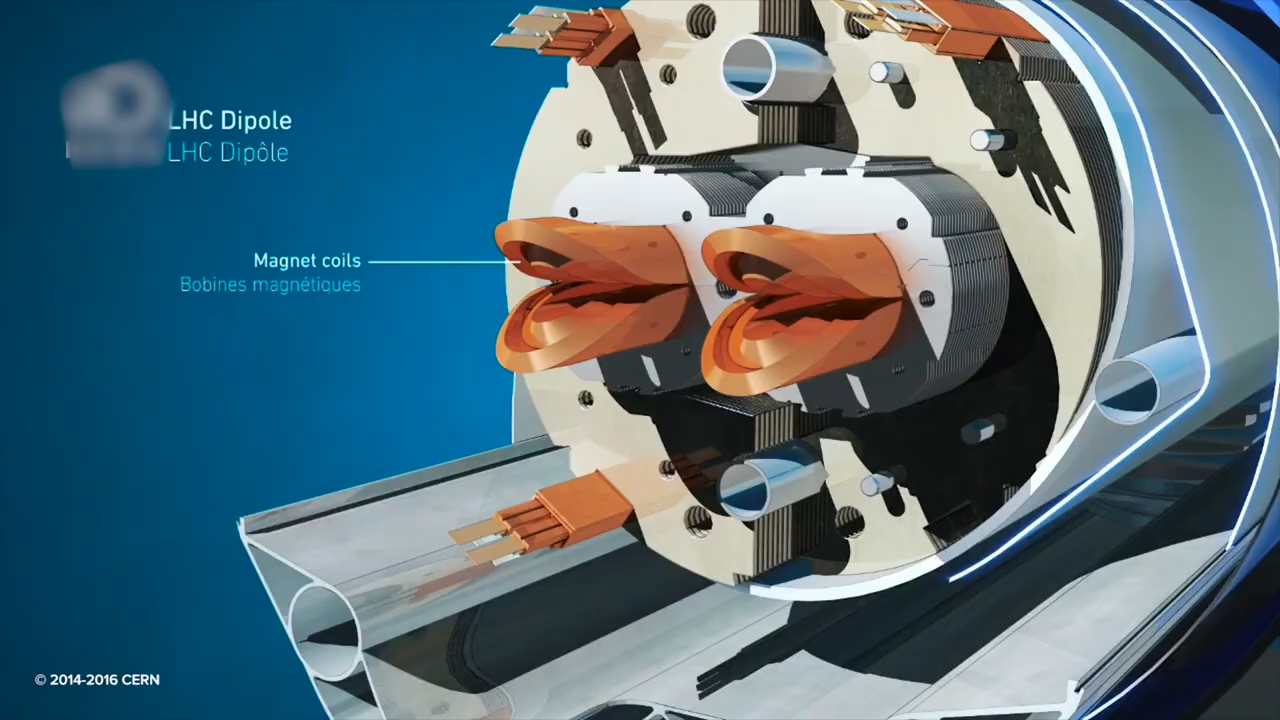 LHC Dipole
LHC Dipôle
Magnet coils
Bobines magnétiques
© 2014-2016 CERN